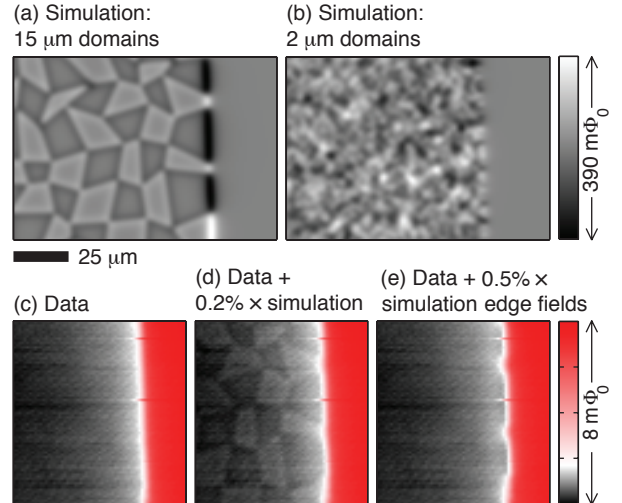 (a) Simulation:
15 μm domains
(b) Simulation:
2 μm domains
390 mΦ₀
25 μm
(c) Data
(d) Data +
0.2% × simulation
(e) Data + 0.5% ×
simulation edge fields
8 mΦ₀